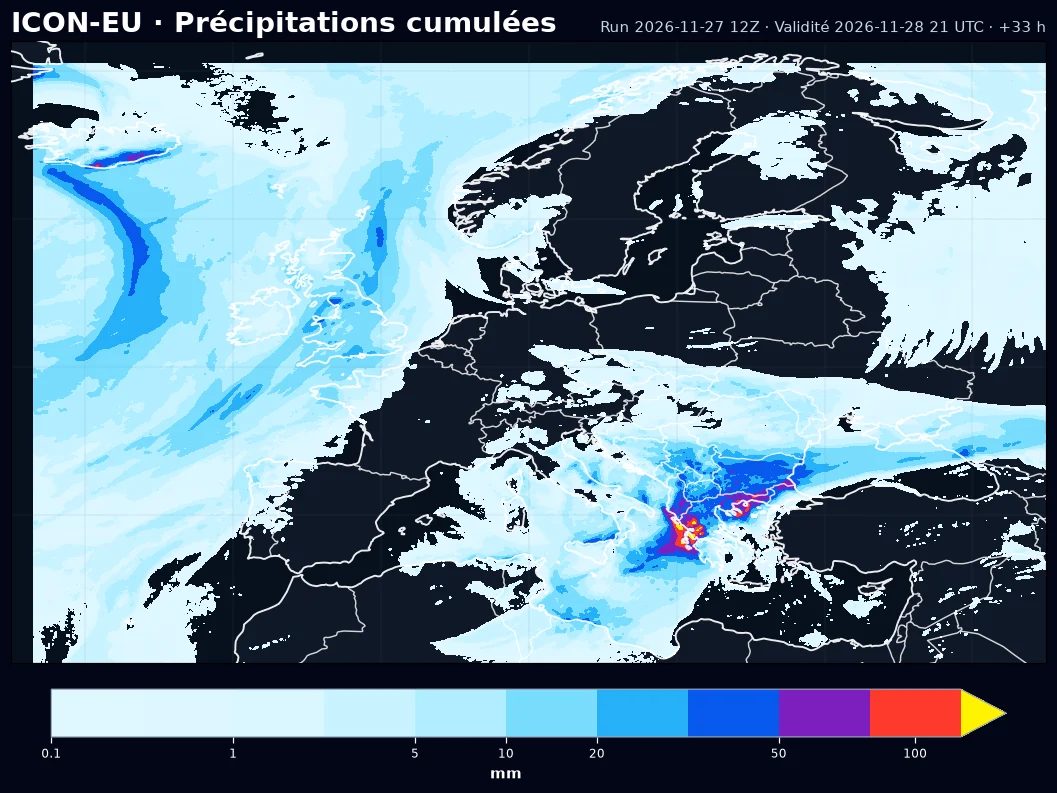 ICON-EU · Précipitations cumulées
Run 2026-11-27 12Z · Validité 2026-11-28 21 UTC · +33 h
0.1 1 5 10 20 50 100
mm